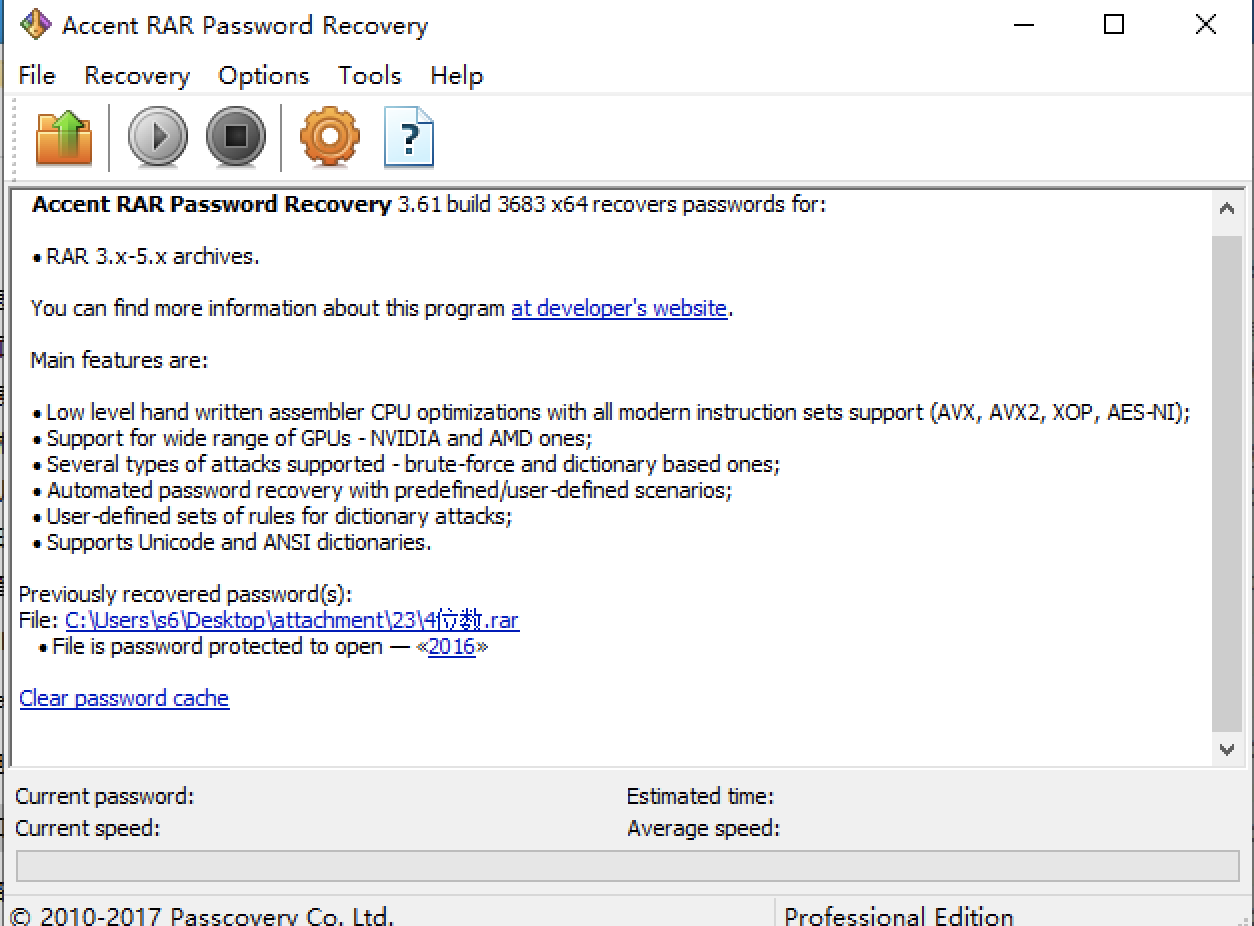 Accent RAR Password Recovery
File Recovery Options Tools Help
?
Accent RAR Password Recovery 3.61 build 3683 x64 recovers passwords for:
• RAR 3.x-5.x archives.
You can find more information about this program at developer's website.
Main features are:
• Low level hand written assembler CPU optimizations with all modern instruction sets support (AVX, AVX2, XOP, AES-NI);
• Support for wide range of GPUs - NVIDIA and AMD ones;
• Several types of attacks supported - brute-force and dictionary based ones;
• Automated password recovery with predefined/user-defined scenarios;
• User-defined sets of rules for dictionary attacks;
• Supports Unicode and ANSI dictionaries.
Previously recovered password(s):
File: C:\Users\s6\Desktop\attachment\23\4位数.rar
• File is password protected to open — «2016»
Clear password cache
Current password: Estimated time:
Current speed: Average speed:
© 2010-2017 Passcovery Co. Ltd. Professional Edition